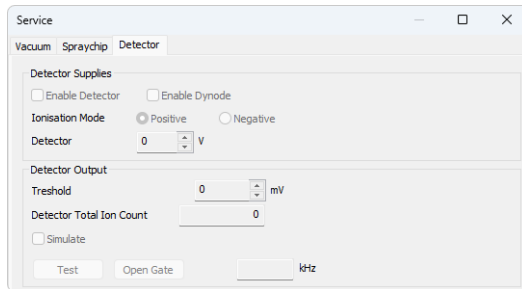 Service
Vacuum Spraychip Detector
Detector Supplies
Enable Detector Enable Dynode
Ionisation Mode Positive Negative
Detector 0 V
Detector Output
Treshold 0 mV
Detector Total Ion Count 0
Simulate
Test Open Gate kHz